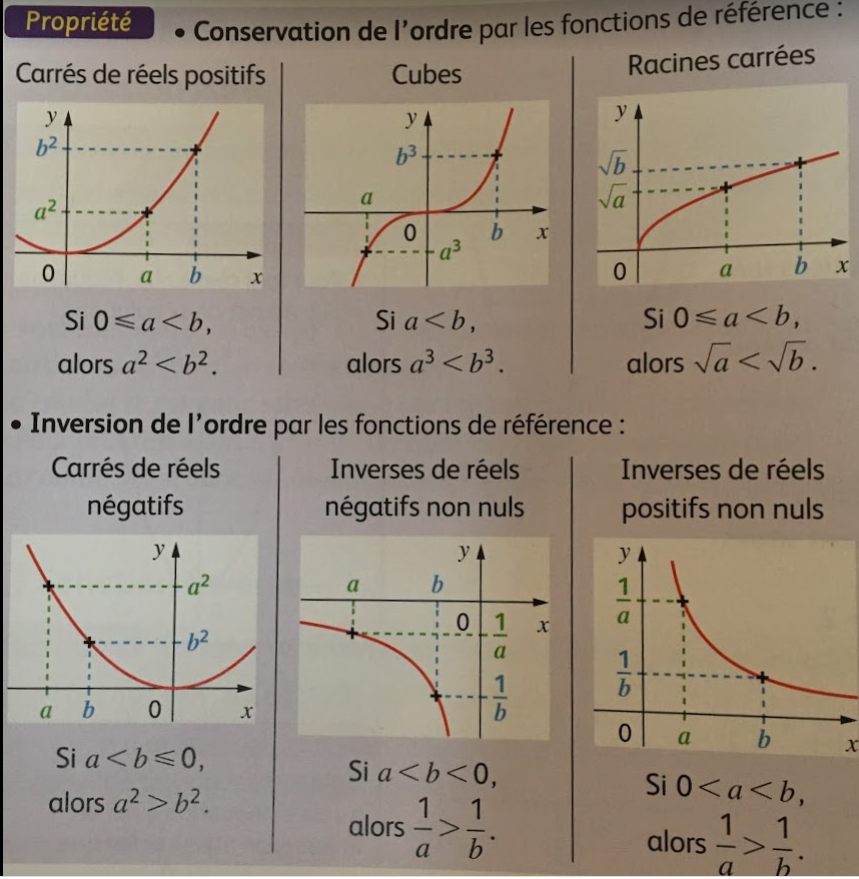 Propriété • Conservation de l'ordre par les fonctions de référence :
Carrés de réels positifs
y
b²
a²
0 a b x
Si 0 ⩽ a < b,
alors a² < b².
Cubes
y
b³
a
0 b x
a³
Si a < b,
alors a³ < b³.
Racines carrées
y
√b
√a
0 a b x
Si 0 ⩽ a < b,
alors √a < √b.
• Inversion de l'ordre par les fonctions de référence :
Carrés de réels
négatifs
y
a²
b²
a b 0 x
Si a < b ⩽ 0,
alors a² > b².
Inverses de réels
négatifs non nuls
y
a b
0 1/a x
1/b
Si a < b < 0,
alors 1/a > 1/b.
Inverses de réels
positifs non nuls
y
1/a
1/b
0 a b x
Si 0 < a < b,
alors 1/a > 1/b.